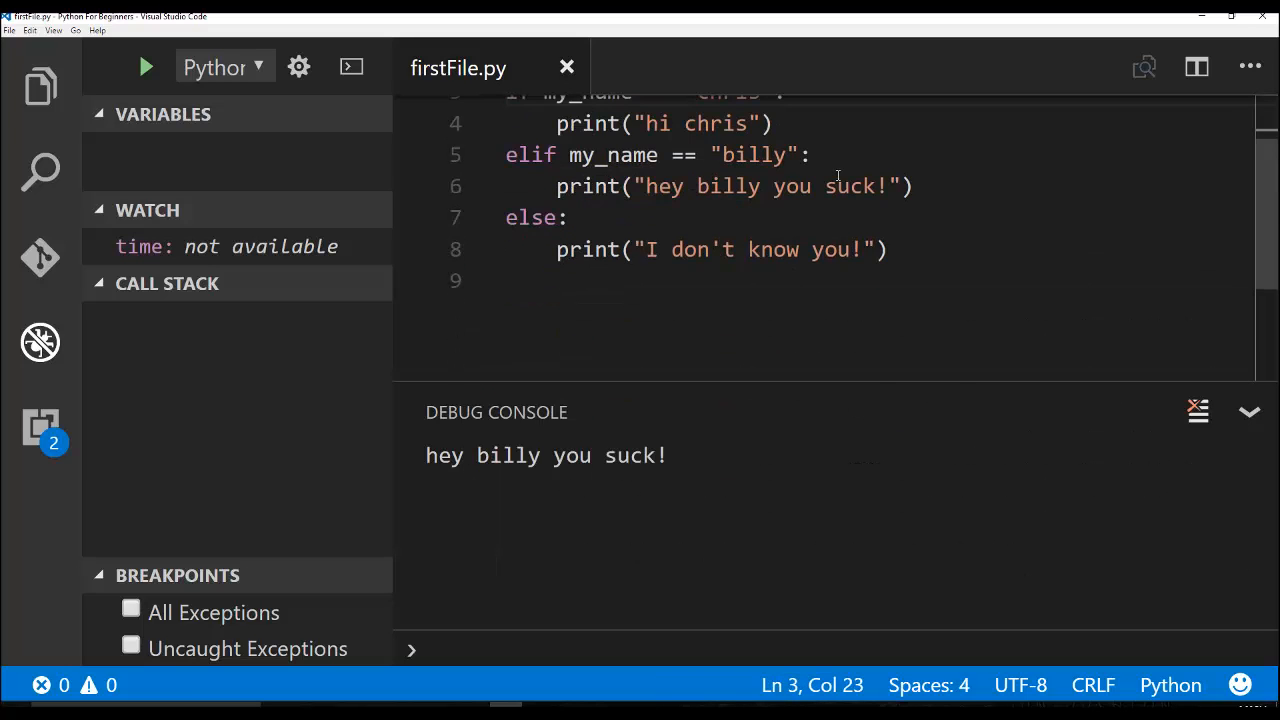 firstFile.py - Python For Beginners - Visual Studio Code
File Edit View Go Help
Python
firstFile.py
VARIABLES
WATCH
time: not available
CALL STACK
BREAKPOINTS
All Exceptions
Uncaught Exceptions
2
my_name "chris":
4 print("hi chris")
5 elif my_name == "billy":
6 print("hey billy you suck!")
7 else:
8 print("I don't know you!")
9
DEBUG CONSOLE
hey billy you suck!
0 0 Ln 3, Col 23 Spaces: 4 UTF-8 CRLF Python